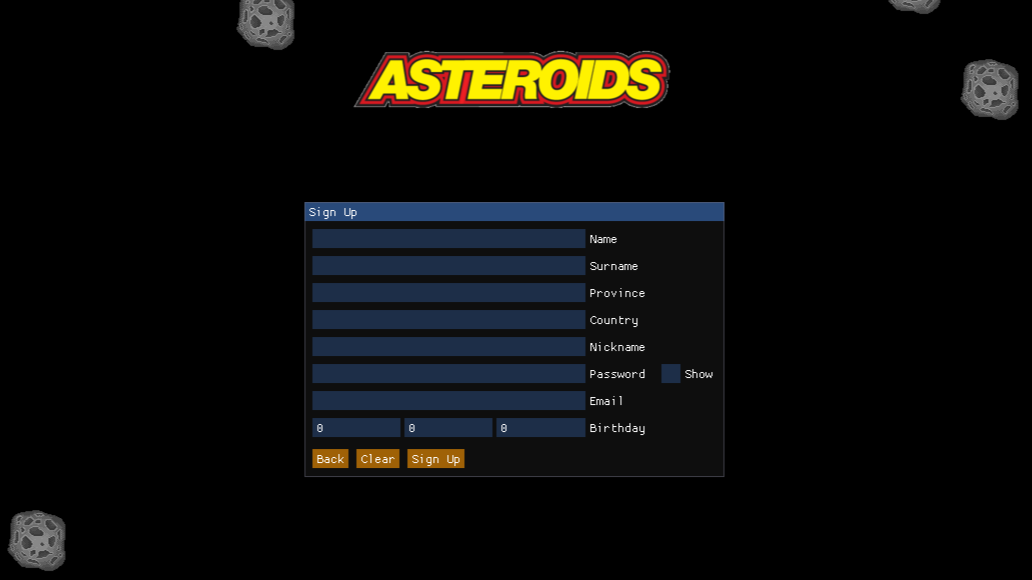 ASTEROIDS
Sign Up
Name
Surname
Province
Country
Nickname
Password Show
Email
0 0 0 Birthday
Back Clear Sign Up